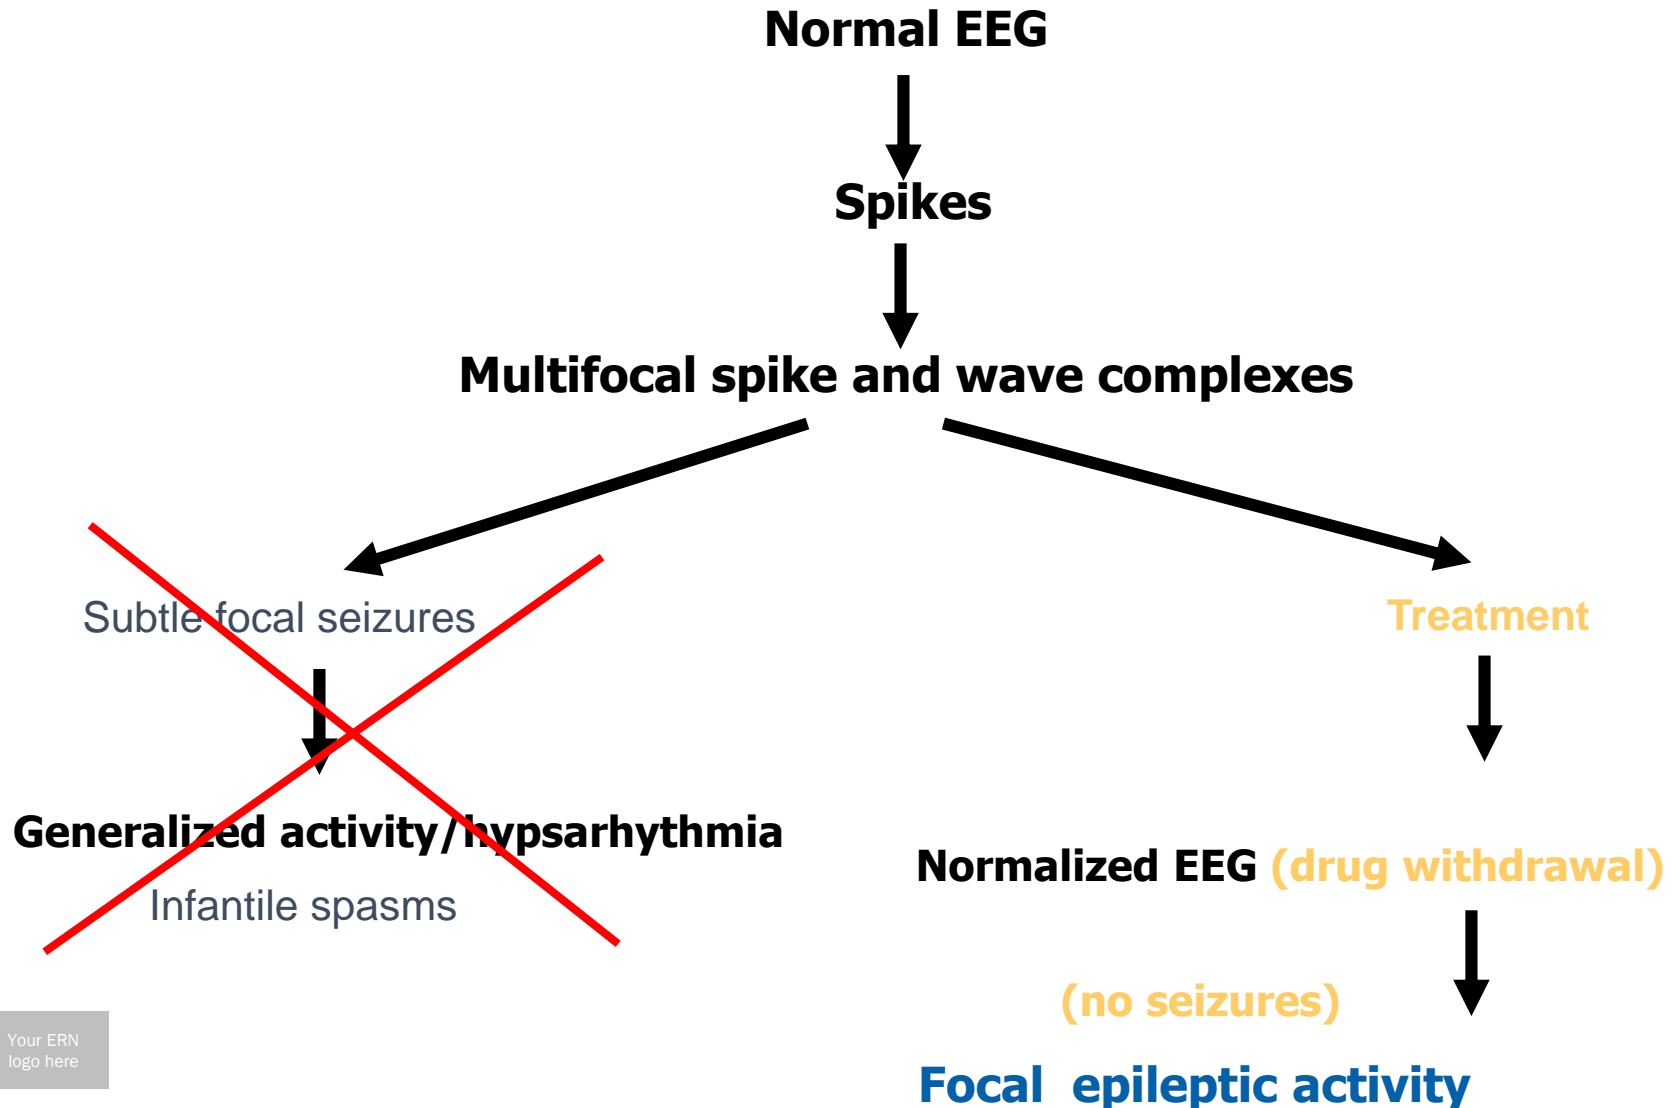 Normal EEG
Spikes
Multifocal spike and wave complexes
Subtle focal seizures
Treatment
Generalized activity/hypsarhythmia
Infantile spasms
Normalized EEG (drug withdrawal)
(no seizures)
Focal epileptic activity
Your ERN
logo here